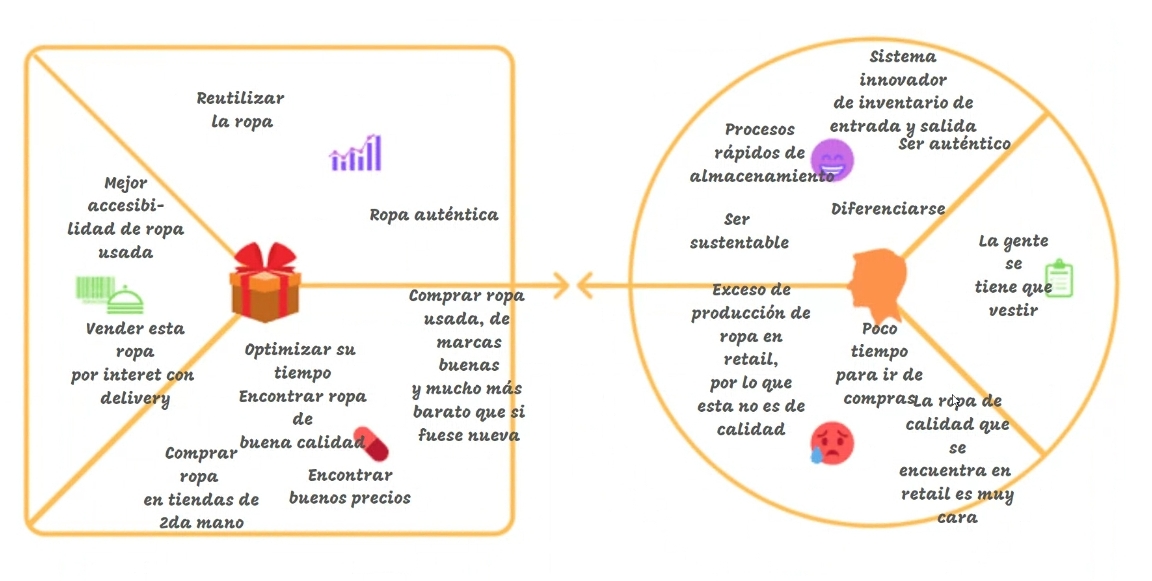 Reutilizar
la ropa
Ropa auténtica
Mejor
accesibi-
lidad de ropa
usada
Vender esta
ropa
por interet con
delivery
Optimizar su
tiempo
Encontrar ropa
de
buena calidad
Comprar ropa
usada, de
marcas
buenas
y mucho más
barato que si
fuese nueva
Comprar
ropa
en tiendas de
2da mano
Encontrar
buenos precios
Sistema
innovador
de inventario de
entrada y salida
Procesos
rápidos de
almacenamiento
Ser auténtico
Diferenciarse
Ser
sustentable
La gente
se
tiene que
vestir
Exceso de
producción de
ropa en
retail,
por lo que
esta no es de
calidad
Poco
tiempo
para ir de
compras
La ropa de
calidad que
se
encuentra en
retail es muy
cara